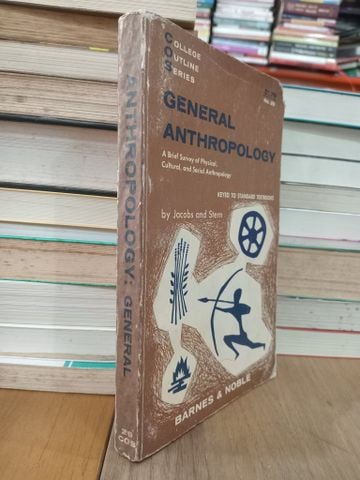 COLLEGE
OUTLINE
SERIES
GENERAL
ANTHROPOLOGY
A Brief Survey of Physical,
Cultural, and Social Anthropology
KEYED TO STANDARD TEXTBOOKS
by Jacobs and Stern
BARNES & NOBLE
ANTHROPOLOGY: GENERAL
20
COS